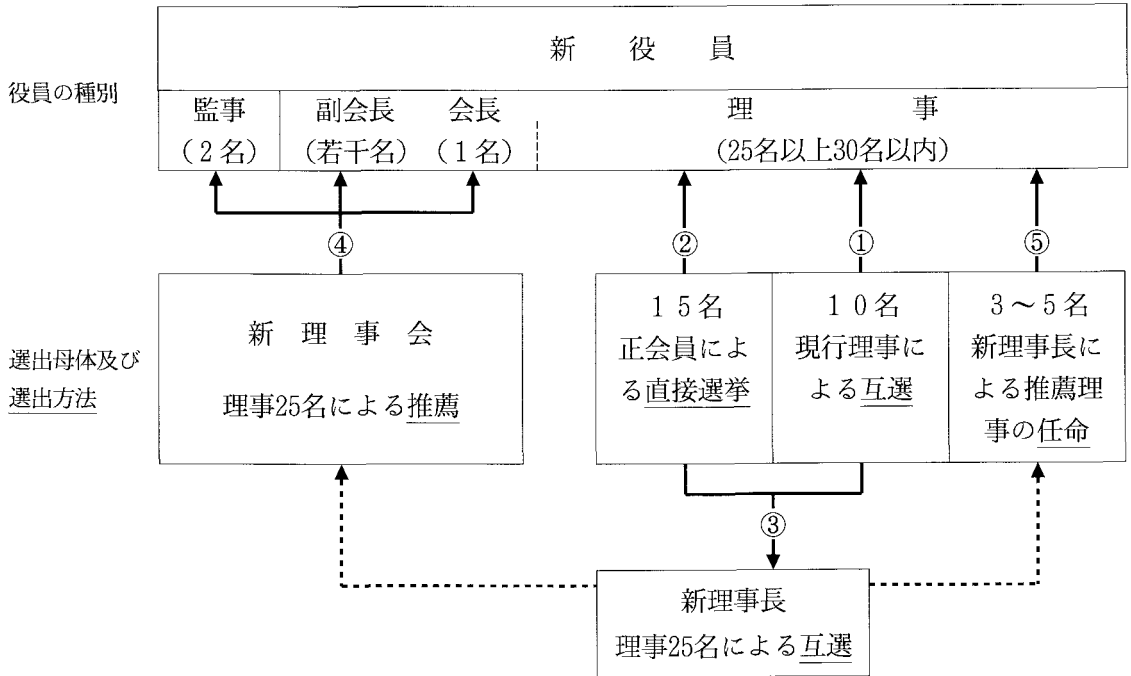 新役員
役員の種別
監事
(2名)
副会長
(若干名)
会長
(1名)
理事
(25名以上30名以内)
④
②
①
⑤
選出母体及び
選出方法
新理事会
理事25名による推薦
15名
正会員によ
る直接選挙
10名
現行理事に
よる互選
3~5名
新理事長に
よる推薦理
事の任命
③
新理事長
理事25名による互選